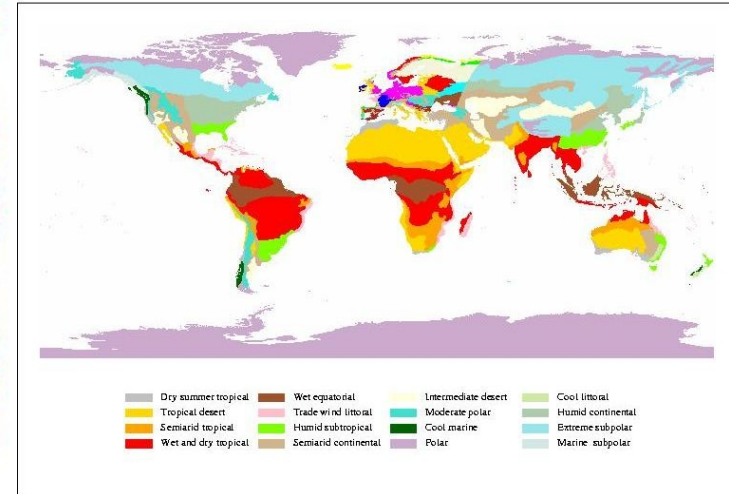 Dry summer tropical
Tropical desert
Semiarid tropical
Wet and dry tropical
Wet equatorial
Trade wind littoral
Humid subtropical
Semiarid continental
Intermediate desert
Moderate polar
Cool marine
Polar
Cool littoral
Humid continental
Extreme subpolar
Marine subpolar